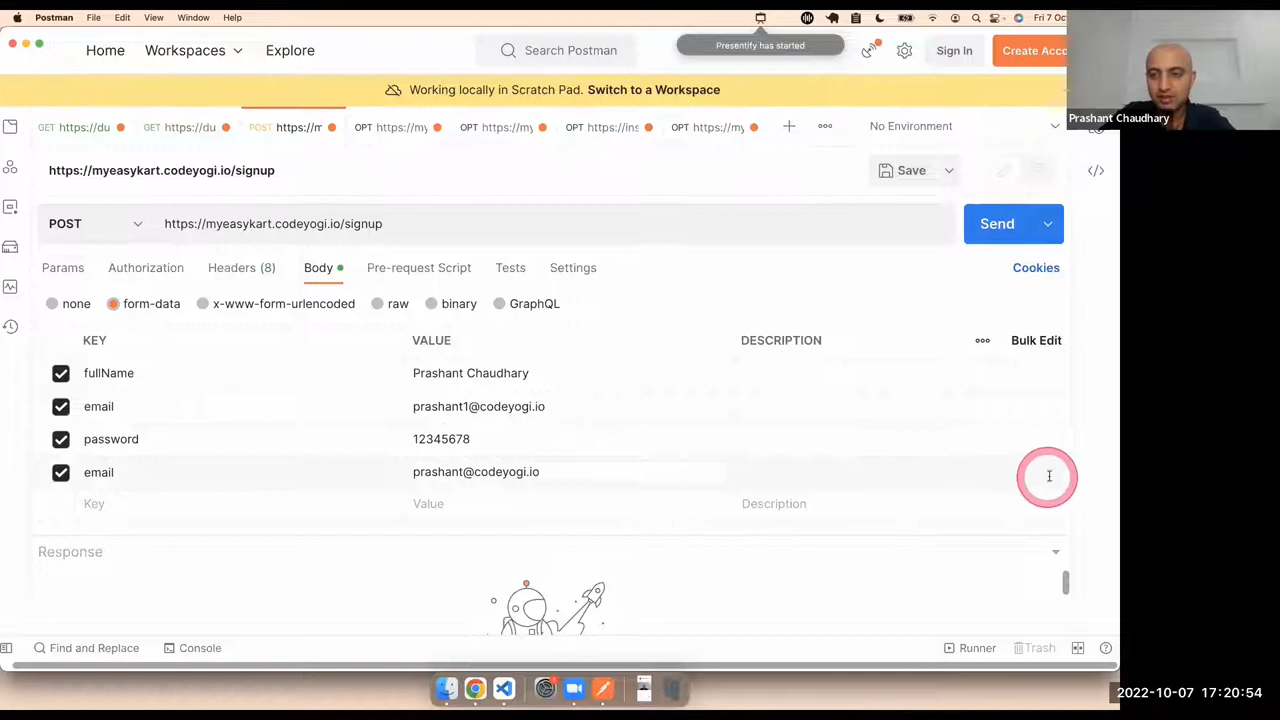 Postman File Edit View Window Help Fri 7 Oc
Presentify has started
Home Workspaces Explore Search Postman Sign In Create Acco
Working locally in Scratch Pad. Switch to a Workspace
GET https://du GET https://du POST https://m OPT https://my OPT https://my OPT https://ins OPT https://my No Environment
Prashant Chaudhary
https://myeasykart.codeyogi.io/signup Save
POST https://myeasykart.codeyogi.io/signup Send
Params Authorization Headers (8) Body Pre-request Script Tests Settings Cookies
none form-data x-www-form-urlencoded raw binary GraphQL
KEY VALUE DESCRIPTION Bulk Edit
fullName Prashant Chaudhary
email prashant1@codeyogi.io
password 12345678
email prashant@codeyogi.io
Key Value Description
Response
Find and Replace Console Runner Trash
2022-10-07 17:20:54